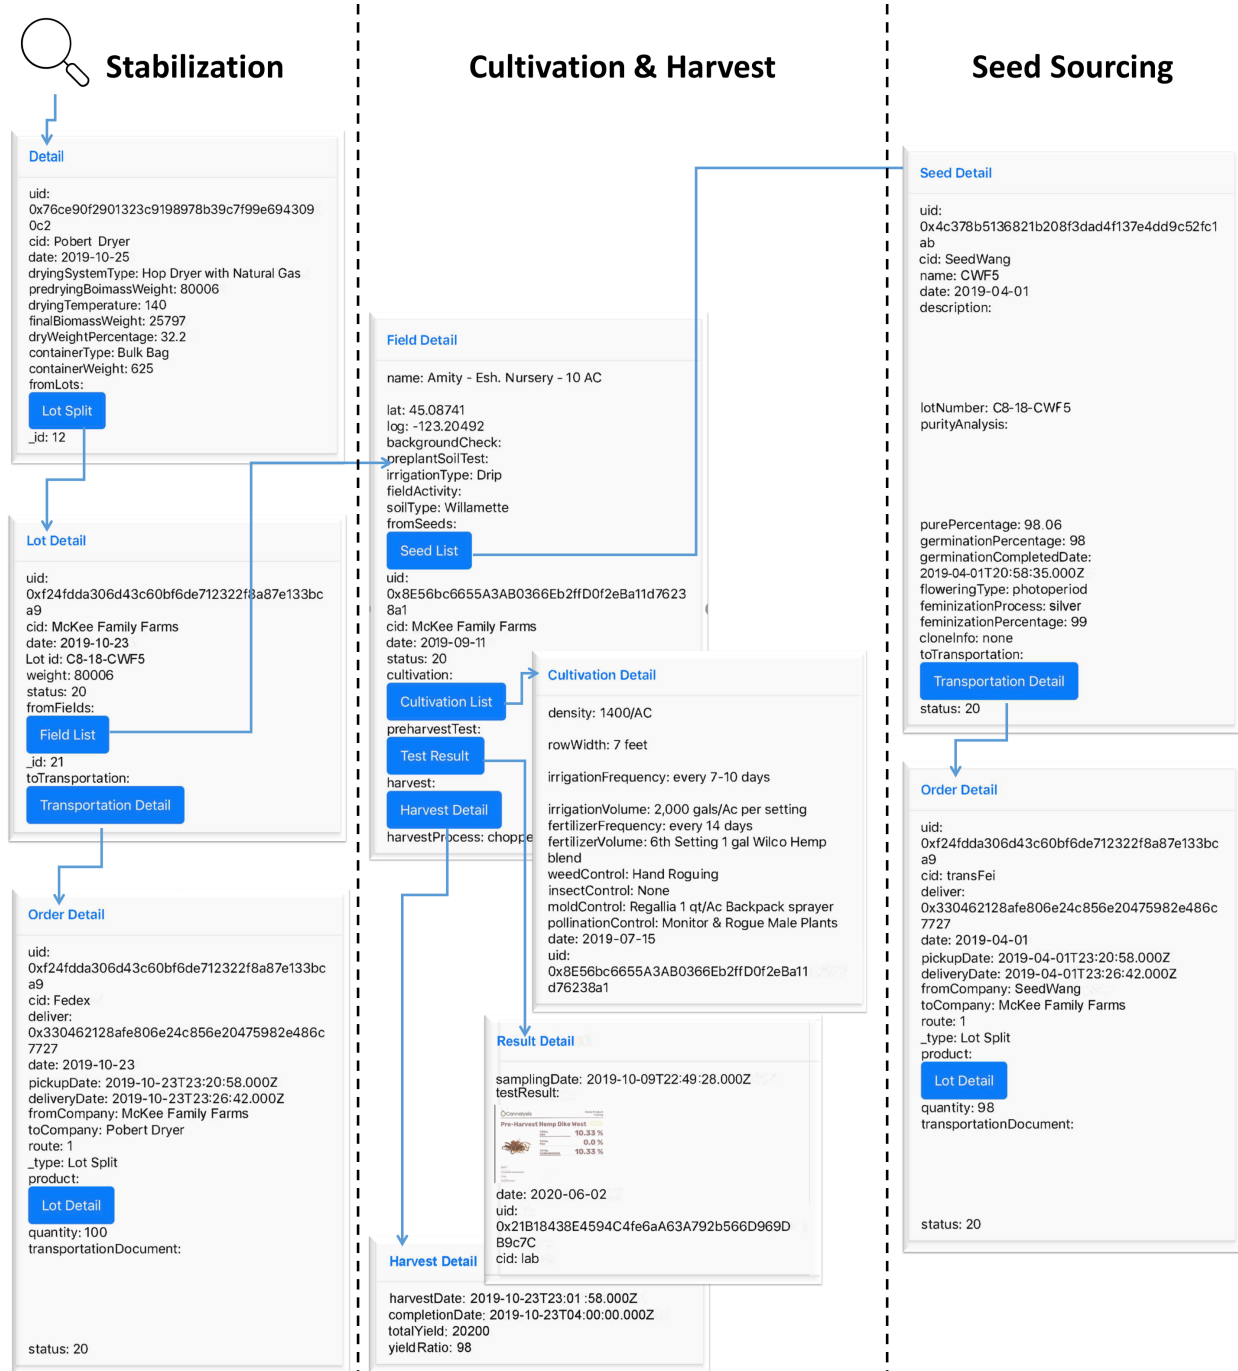 Stabilization
Detail
uid:
0x76ce90f2901323c9198978b39c7f99e694309
0c2
cid: Pobert Dryer
date: 2019-10-25
dryingSystemType: Hop Dryer with Natural Gas
predryingBoimassWeight: 80006
dryingTemperature: 140
finalBiomassWeight: 25797
dryWeightPercentage: 32.2
containerType: Bulk Bag
containerWeight: 625
fromLots:
Lot Split
_id: 12
Lot Detail
uid:
0xf24fdda306d43c60bf6de712322f8a87e133bc
a9
cid: McKee Family Farms
date: 2019-10-23
Lot id: C8-18-CWF5
weight: 80006
status: 20
fromFields:
Field List
_id: 21
toTransportation:
Transportation Detail
Order Detail
uid:
0xf24fdda306d43c60bf6de712322f8a87e133bc
a9
cid: Fedex
deliver:
0x330462128afe806e24c856e20475982e486c
7727
date: 2019-10-23
pickupDate: 2019-10-23T23:20:58.000Z
deliveryDate: 2019-10-23T23:26:42.000Z
fromCompany: McKee Family Farms
toCompany: Pobert Dryer
route: 1
_type: Lot Split
product:
Lot Detail
quantity: 100
transportationDocument:
status: 20
Cultivation & Harvest
Field Detail
name: Amity - Esh. Nursery - 10 AC
lat: 45.08741
log: -123.20492
backgroundCheck:
preplantSoilTest:
irrigationType: Drip
fieldActivity:
soilType: Willamette
fromSeeds:
Seed List
uid:
0x8E56bc6655A3AB0366Eb2ffD0f2eBa11d7623
8a1
cid: McKee Family Farms
date: 2019-09-11
status: 20
cultivation:
Cultivation List
preharvestTest:
Test Result
harvest:
Harvest Detail
harvestProcess: choppe
Cultivation Detail
density: 1400/AC
rowWidth: 7 feet
irrigationFrequency: every 7-10 days
irrigationVolume: 2,000 gals/Ac per setting
fertilizerFrequency: every 14 days
fertilizerVolume: 6th Setting 1 gal Wilco Hemp
blend
weedControl: Hand Roguing
insectControl: None
moldControl: Regallia 1 qt/Ac Backpack sprayer
pollinationControl: Monitor & Rogue Male Plants
date: 2019-07-15
uid:
0x8E56bc6655A3AB0366Eb2ffD0f2eBa11
d76238a1
Result Detail
samplingDate: 2019-10-09T22:49:28.000Z
testResult:
Cannalysis
Pre-Harvest Hemp Dike West
10.33 %
0.0 %
10.33 %
date: 2020-06-02
uid:
0x21B18438E4594C4fe6aA63A792b566D969D
B9c7C
cid: lab
Harvest Detail
harvestDate: 2019-10-23T23:01:58.000Z
completionDate: 2019-10-23T04:00:00.000Z
totalYield: 20200
yieldRatio: 98
Seed Sourcing
Seed Detail
uid:
0x4c378b5136821b208f3dad4f137e4dd9c52fc1
ab
cid: SeedWang
name: CWF5
date: 2019-04-01
description:
lotNumber: C8-18-CWF5
purityAnalysis:
purePercentage: 98.06
germinationPercentage: 98
germinationCompletedDate:
2019-04-01T20:58:35.000Z
floweringType: photoperiod
feminizationProcess: silver
feminizationPercentage: 99
cloneInfo: none
toTransportation:
Transportation Detail
status: 20
Order Detail
uid:
0xf24fdda306d43c60bf6de712322f8a87e133bc
a9
cid: transFei
deliver:
0x330462128afe806e24c856e20475982e486c
7727
date: 2019-04-01
pickupDate: 2019-04-01T23:20:58.000Z
deliveryDate: 2019-04-01T23:26:42.000Z
fromCompany: SeedWang
toCompany: McKee Family Farms
route: 1
_type: Lot Split
product:
Lot Detail
quantity: 98
transportationDocument:
status: 20